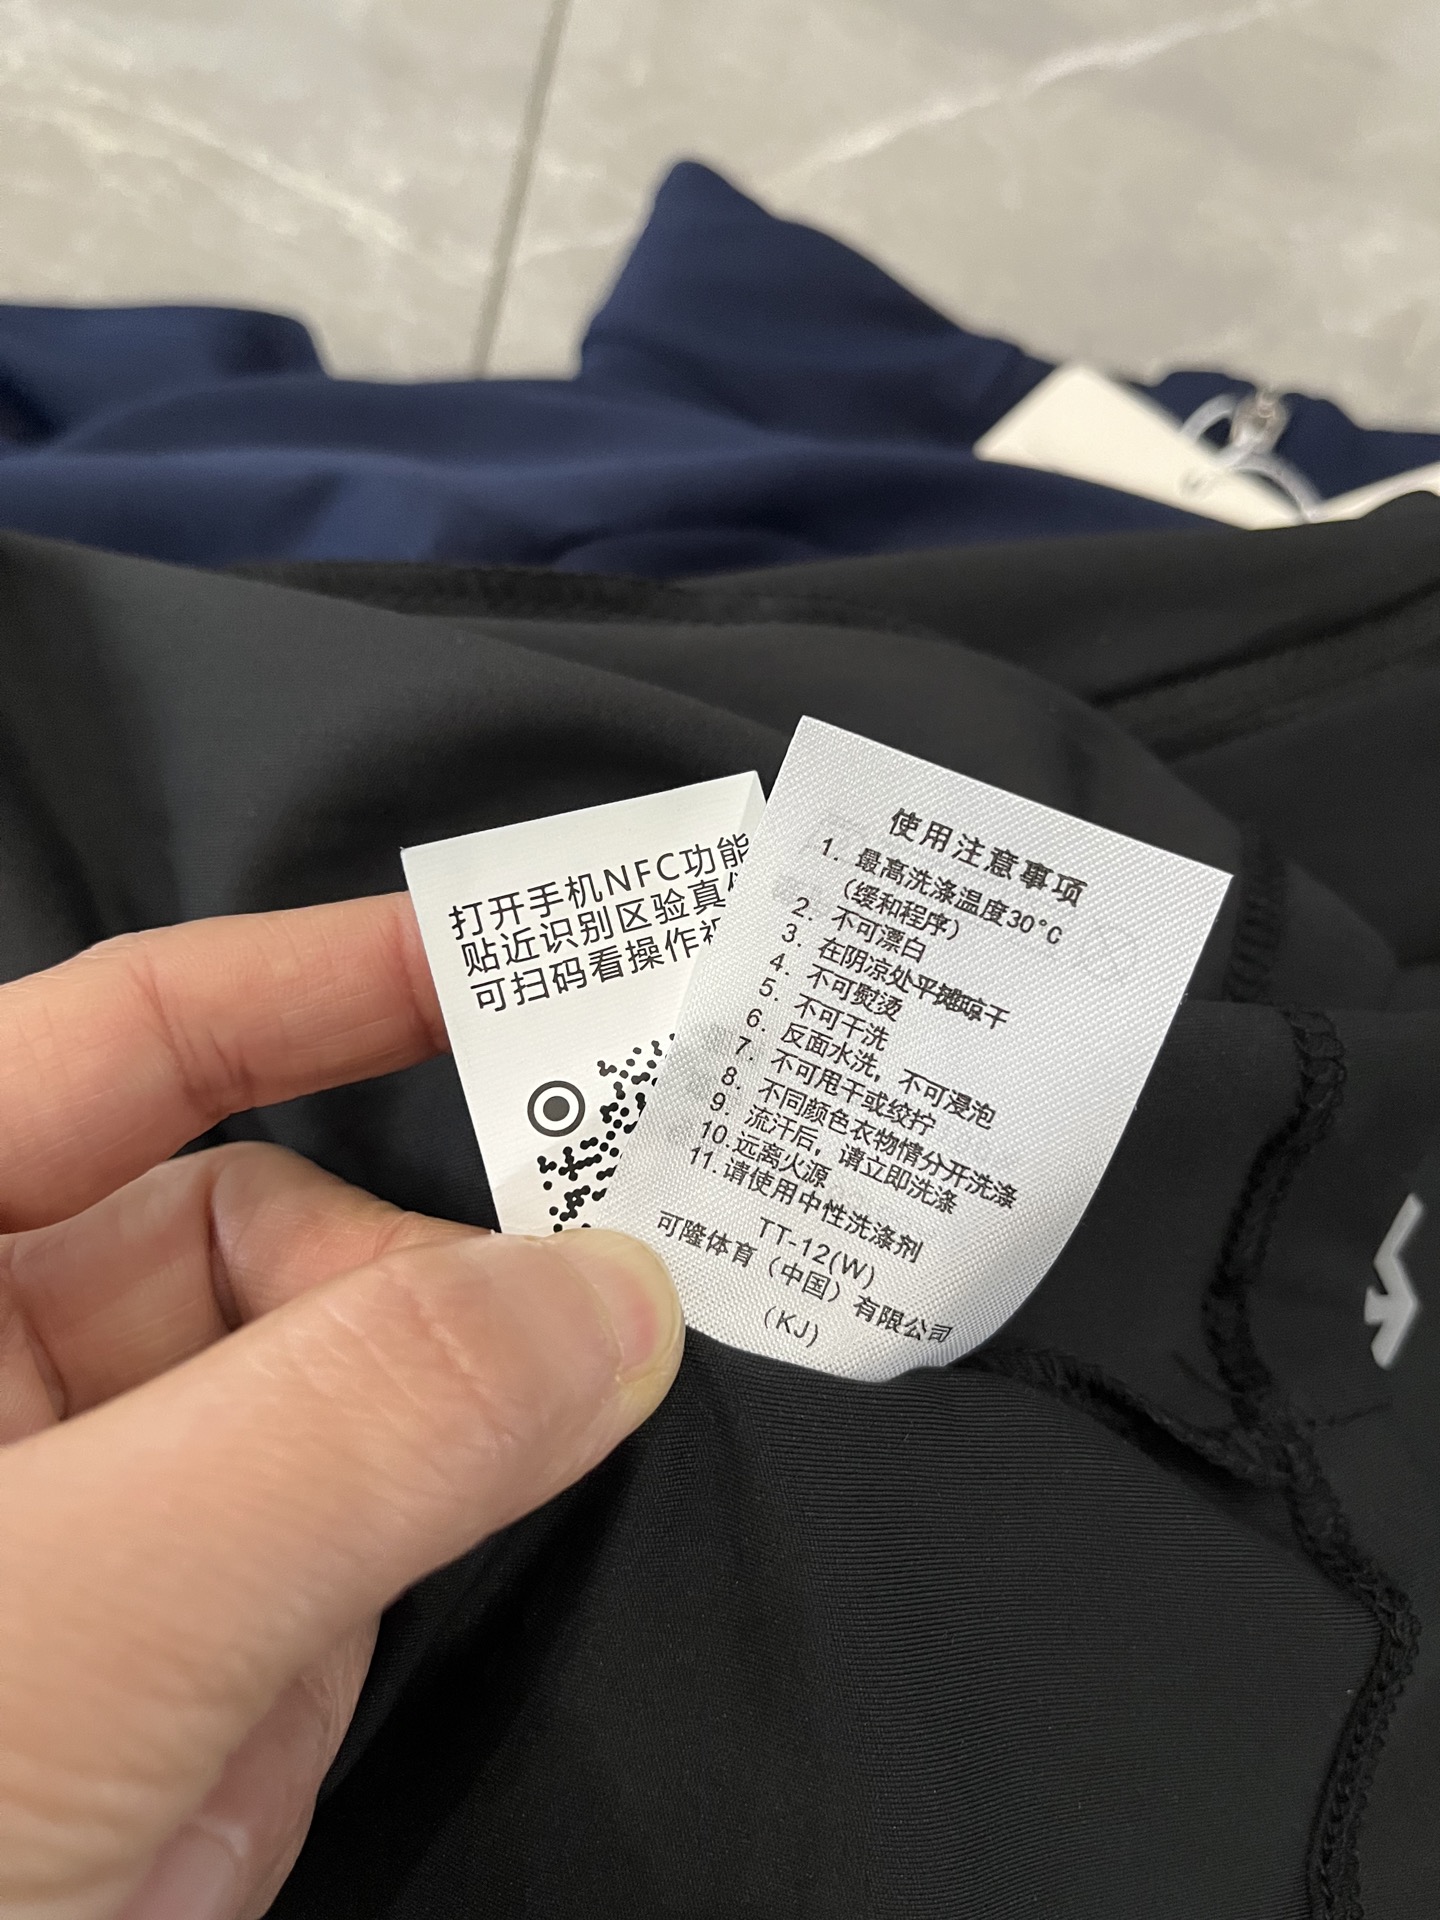 打开手机NFC功能
贴近识别区验真
可扫码看操作
使用注意事项
1. 最高洗涤温度30°C
(缓和程序)
2. 不可漂白
3. 在阴凉处平摊晾干
4. 不可熨烫
5. 不可干洗
6. 反面水洗，不可浸泡
7. 不可甩干或绞拧
8. 不同颜色衣物情分开洗涤
9. 流汗后，请立即洗涤
10. 远离火源
11. 请使用中性洗涤剂
TT-12(W)
可隆体育（中国）有限公司
(KJ)